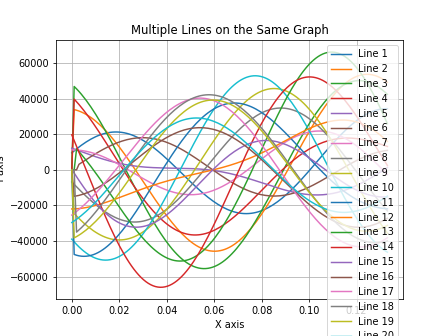 Multiple Lines on the Same Graph
60000
40000
20000
0
−20000
−40000
−60000
0.00
0.02
0.04
0.06
0.08
0.10
X axis
Line 1
Line 2
Line 3
Line 4
Line 5
Line 6
Line 7
Line 8
Line 9
Line 10
Line 11
Line 12
Line 13
Line 14
Line 15
Line 16
Line 17
Line 18
Line 19
Line 20